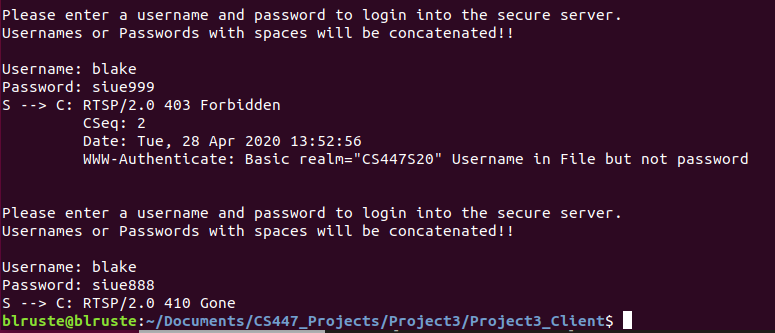 Please enter a username and password to login into the secure server.
Usernames or Passwords with spaces will be concatenated!!
Username: blake
Password: siue999
S --> C: RTSP/2.0 403 Forbidden
CSeq: 2
Date: Tue, 28 Apr 2020 13:52:56
WWW-Authenticate: Basic realm="CS447S20" Username in File but not password
Please enter a username and password to login into the secure server.
Usernames or Passwords with spaces will be concatenated!!
Username: blake
Password: siue888
S --> C: RTSP/2.0 410 Gone
blruste@blruste:~/Documents/CS447_Projects/Project3/Project3_Client$